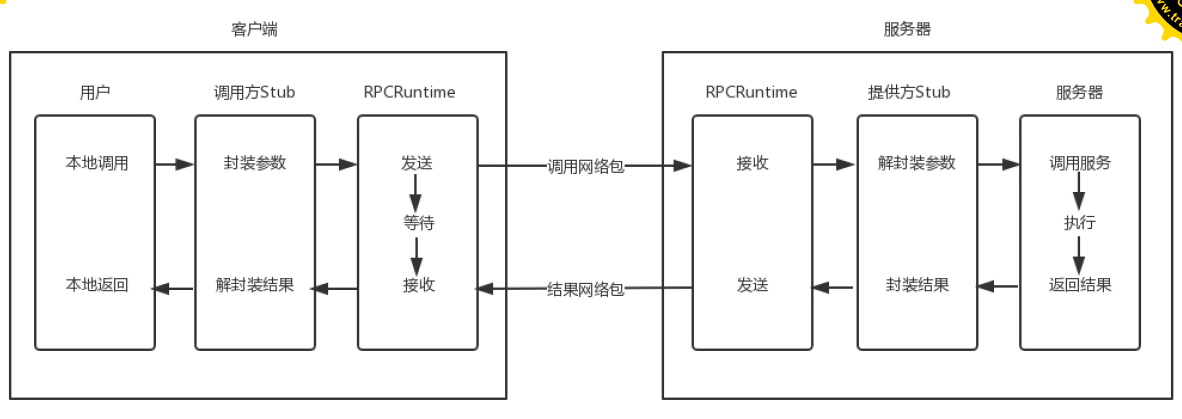 客户端
服务器
用户
调用方Stub
RPCRuntime
RPCRuntime
提供方Stub
服务器
本地调用
封装参数
发送
调用网络包
接收
解封装参数
调用服务
等待
执行
本地返回
解封装结果
接收
结果网络包
发送
封装结果
返回结果